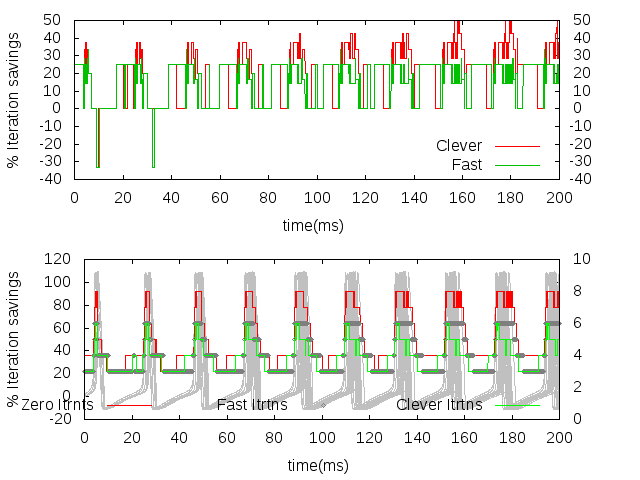 50 50
40 40
30 30
20 20
10 10
0 0
-10 -10
-20 -20
-30 -30
-40 -40
% Iteration savings
Clever
Fast
0 20 40 60 80 100 120 140 160 180 200
time(ms)
120 10
100 8
80
60 6
40 4
20 2
0
-20 0
% Iteration savings
Zero Itrnts Fast Itrtns Clever Itrtns
0 20 40 60 80 100 120 140 160 180 200
time(ms)